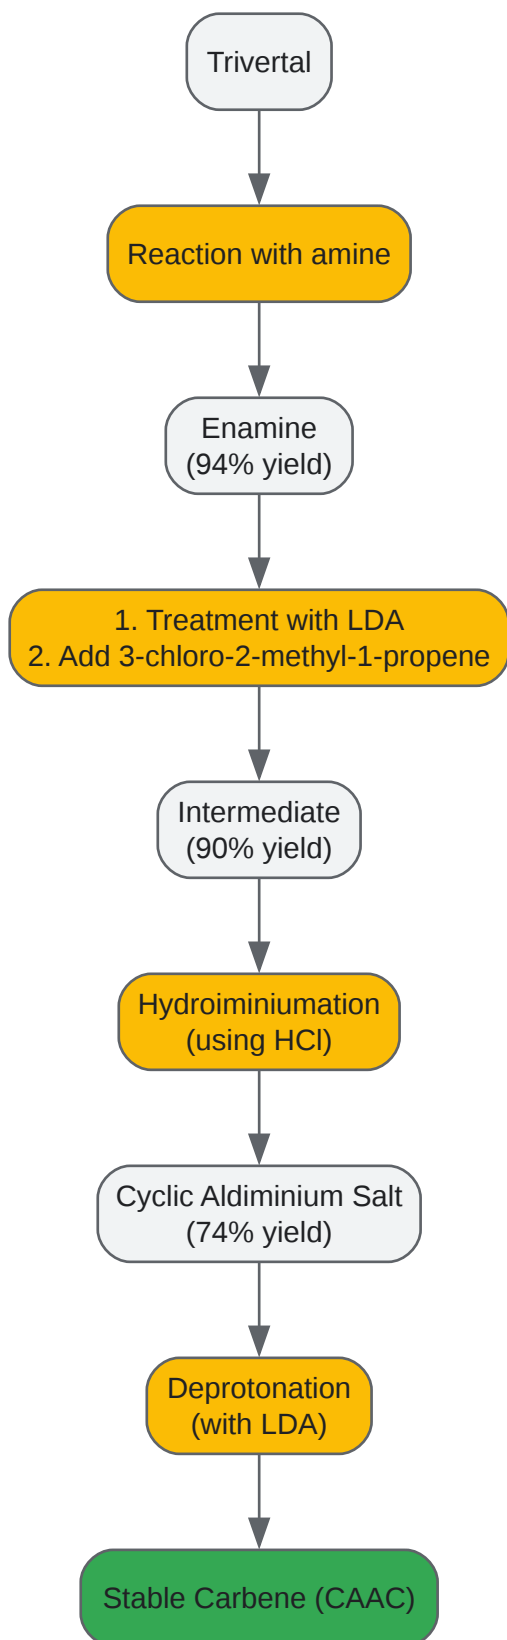 Trivertal
Reaction with amine
Enamine
(94% yield)
1. Treatment with LDA
2. Add 3-chloro-2-methyl-1-propene
Intermediate
(90% yield)
Hydroiminiumation
(using HCl)
Cyclic Aldiminium Salt
(74% yield)
Deprotonation
(with LDA)
Stable Carbene (CAAC)